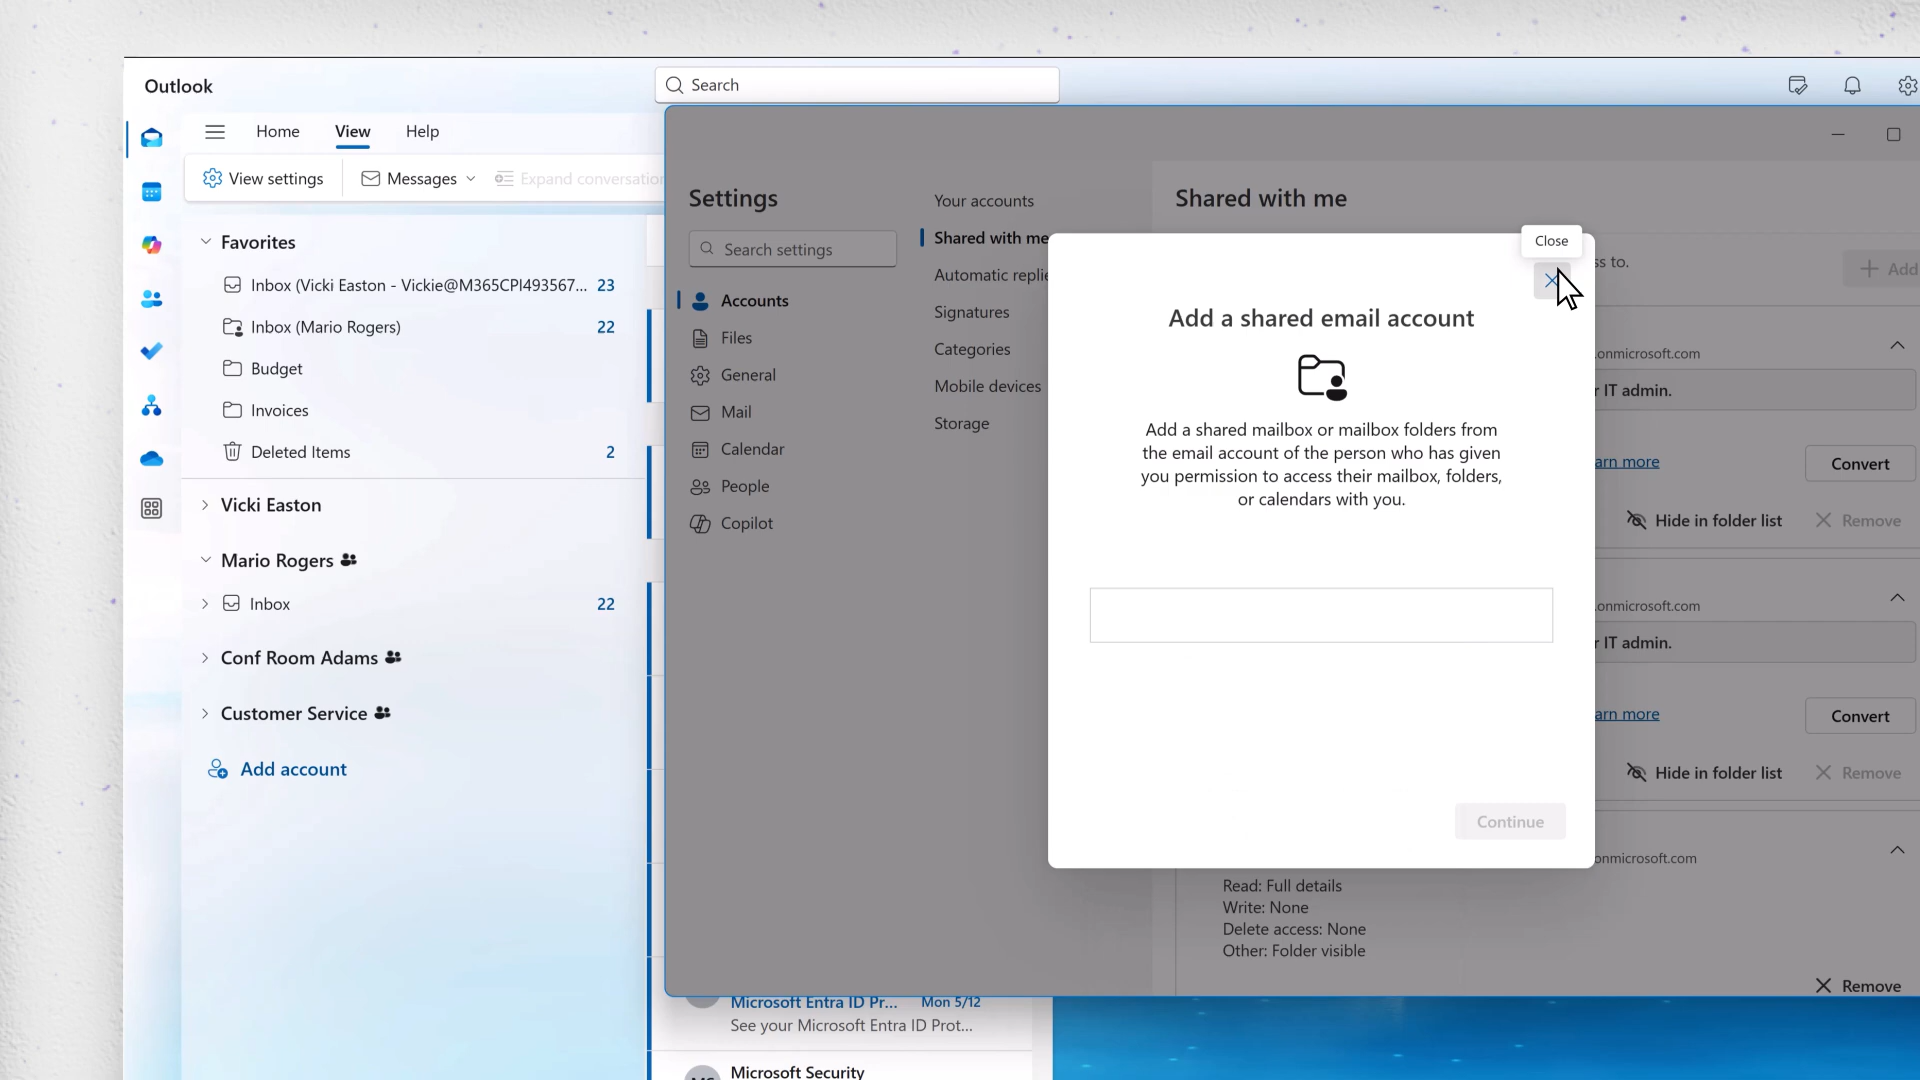 Outlook
Search
Home
View
Help
View settings
Messages
Expand conversation
Favorites
Inbox (Vicki Easton - Vickie@M365CPI493567... 23
Inbox (Mario Rogers) 22
Budget
Invoices
Deleted Items 2
Vicki Easton
Mario Rogers
Inbox 22
Conf Room Adams
Customer Service
Add account
Settings
Search settings
Accounts
Files
General
Mail
Calendar
People
Copilot
Your accounts
Shared with me
Automatic replie
Signatures
Categories
Mobile devices
Storage
Shared with me
ss to.
Add
Close
Add a shared email account
Add a shared mailbox or mailbox folders from
the email account of the person who has given
you permission to access their mailbox, folders,
or calendars with you.
Continue
.onmicrosoft.com
r IT admin.
arn more
Convert
Hide in folder list
Remove
.onmicrosoft.com
r IT admin.
arn more
Convert
Hide in folder list
Remove
onmicrosoft.com
Read: Full details
Write: None
Delete access: None
Other: Folder visible
Remove
Microsoft Entra ID Pr... Mon 5/12
See your Microsoft Entra ID Prot...
Microsoft Security